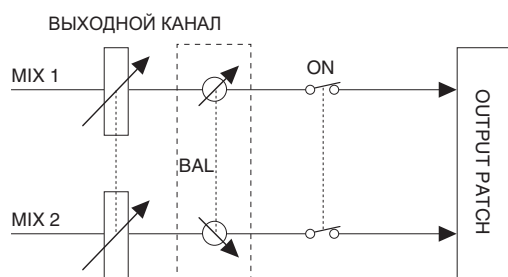 ВЫХОДНОЙ КАНАЛ
MIX 1
ON
BAL
MIX 2
OUTPUT PATCH